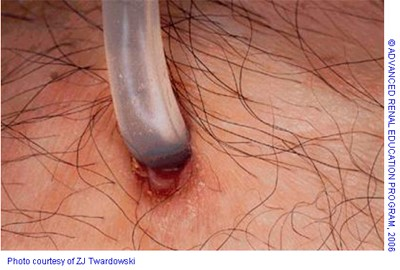 © ADVANCED RENAL EDUCATION PROGRAM, 2006
Photo courtesy of ZJ Twardowski